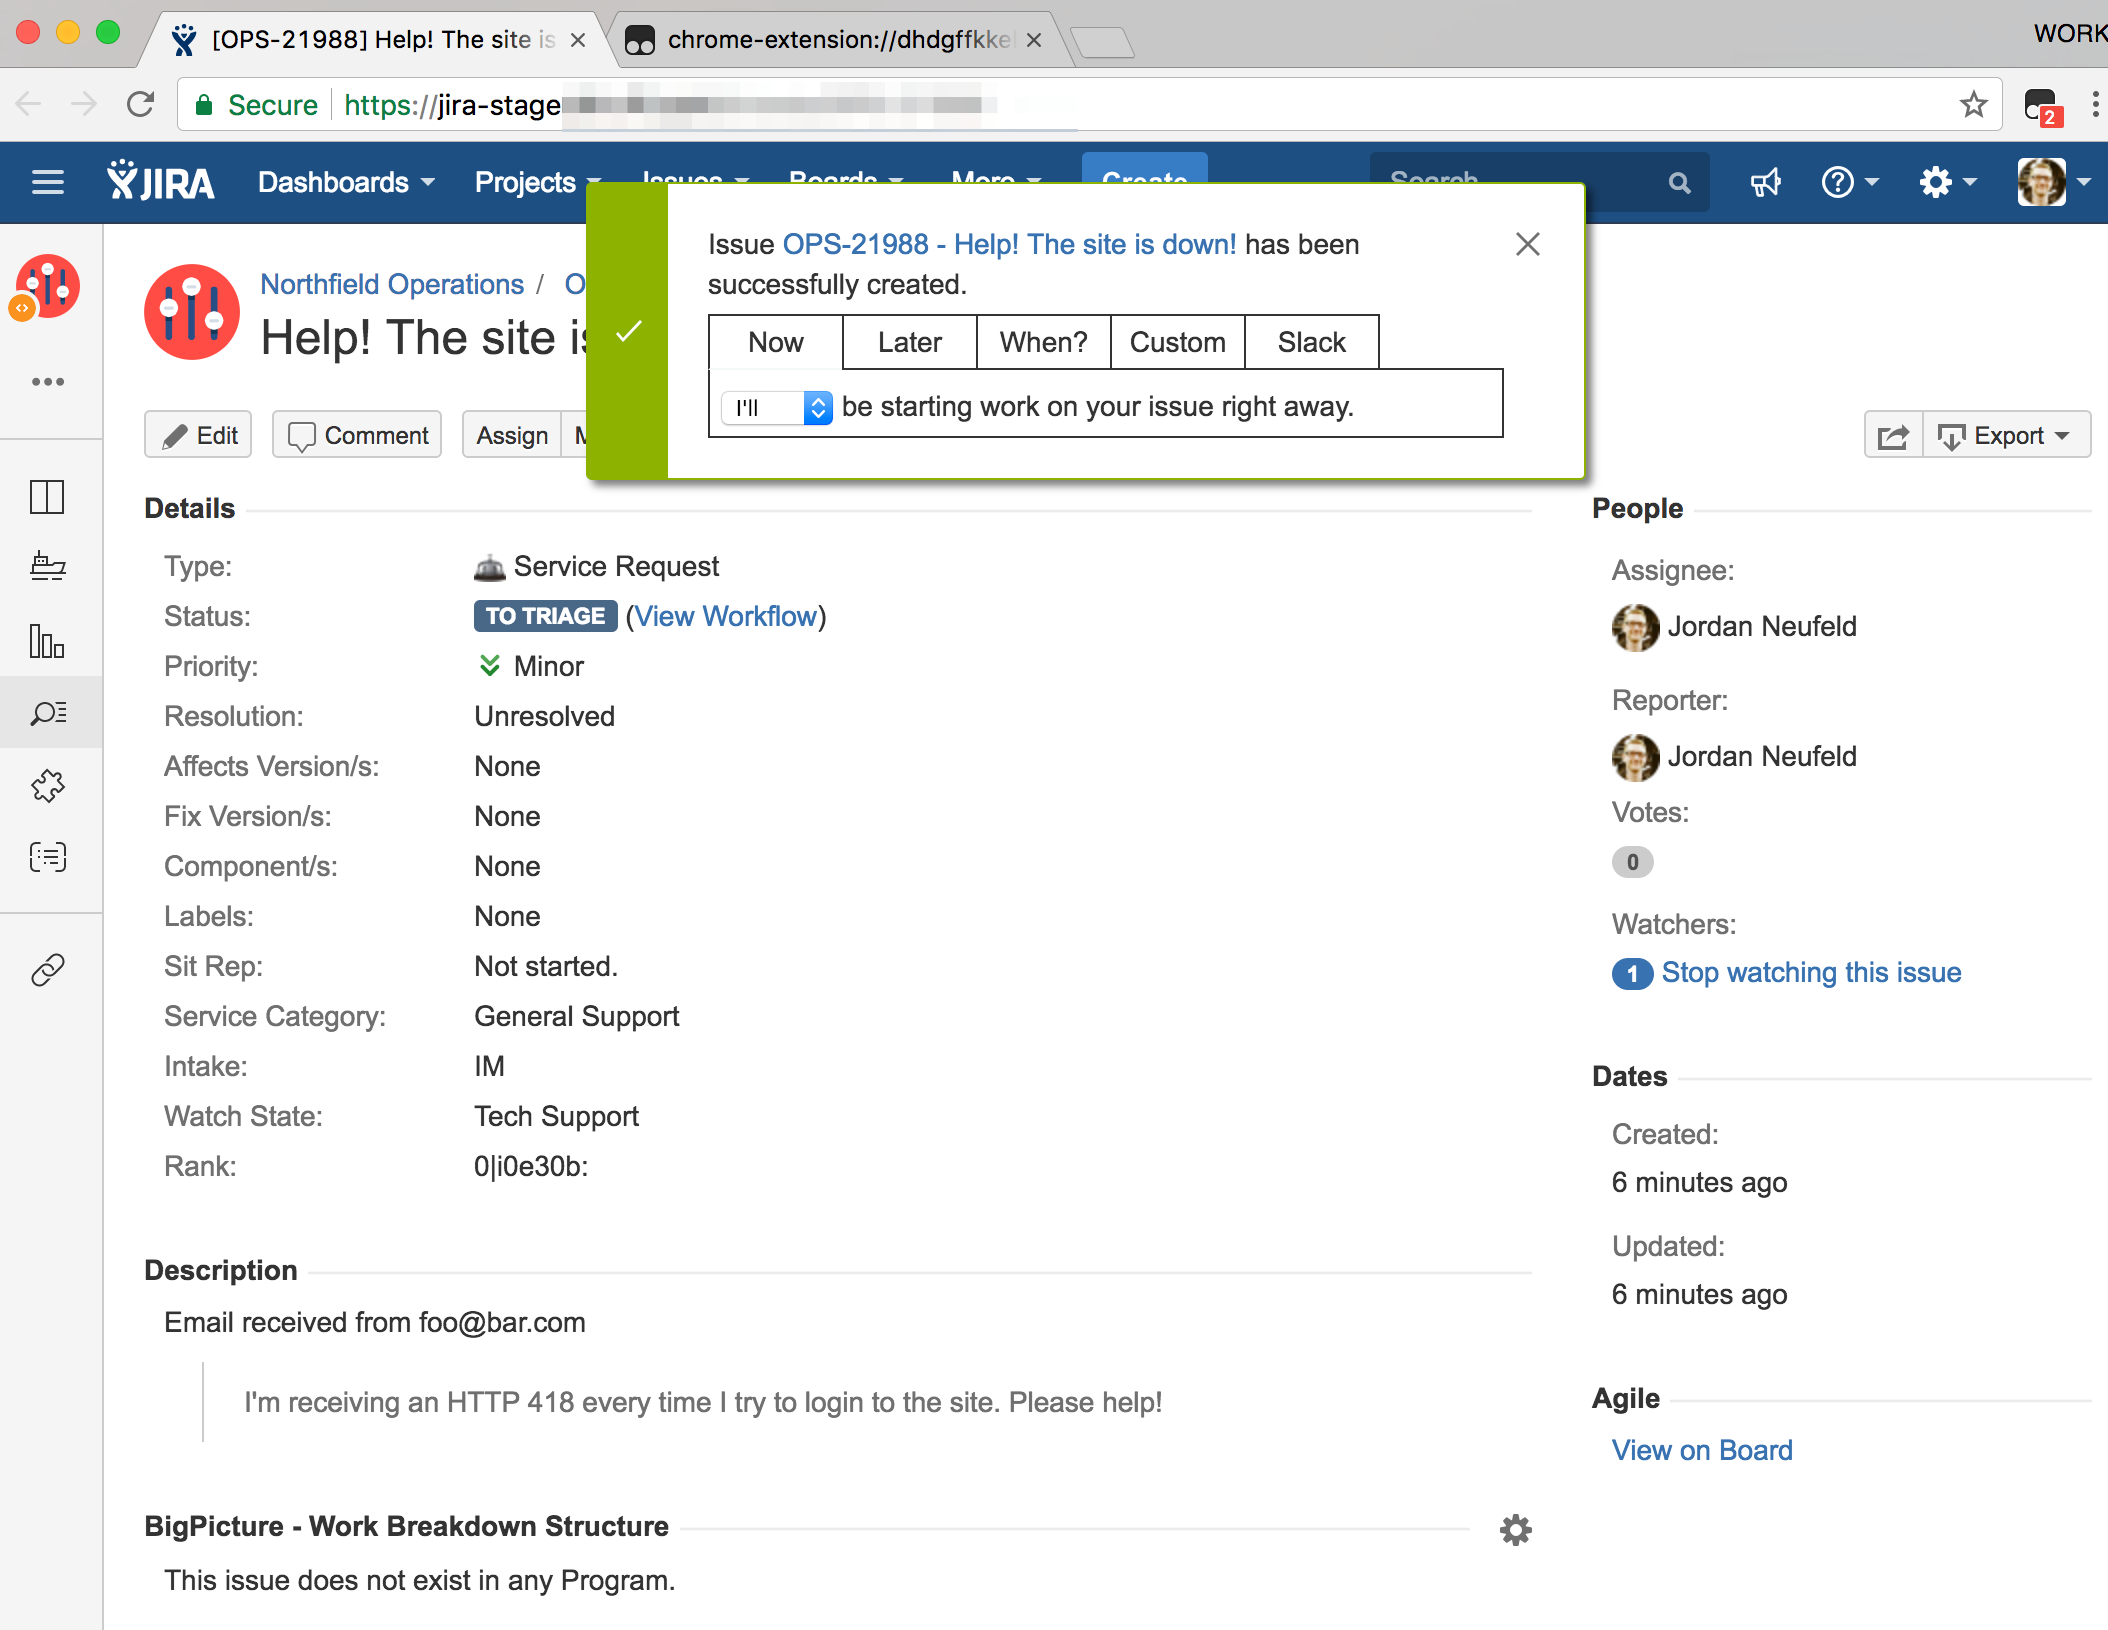 [OPS-21988] Help! The site is
chrome-extension://dhdgffkke
WORK
Secure https://jira-stage
2
JIRA Dashboards Projects Issues Boards More Create Search
Issue OPS-21988 - Help! The site is down! has been
successfully created.
Now Later When? Custom Slack
I'll be starting work on your issue right away.
Northfield Operations / O
Help! The site is
Edit Comment Assign
Export
Details
Type: Service Request
Status: TO TRIAGE (View Workflow)
Priority: Minor
Resolution: Unresolved
Affects Version/s: None
Fix Version/s: None
Component/s: None
Labels: None
Sit Rep: Not started.
Service Category: General Support
Intake: IM
Watch State: Tech Support
Rank: 0|i0e30b:
Description
Email received from foo@bar.com
I'm receiving an HTTP 418 every time I try to login to the site. Please help!
BigPicture - Work Breakdown Structure
This issue does not exist in any Program.
People
Assignee:
Jordan Neufeld
Reporter:
Jordan Neufeld
Votes:
0
Watchers:
1 Stop watching this issue
Dates
Created:
6 minutes ago
Updated:
6 minutes ago
Agile
View on Board